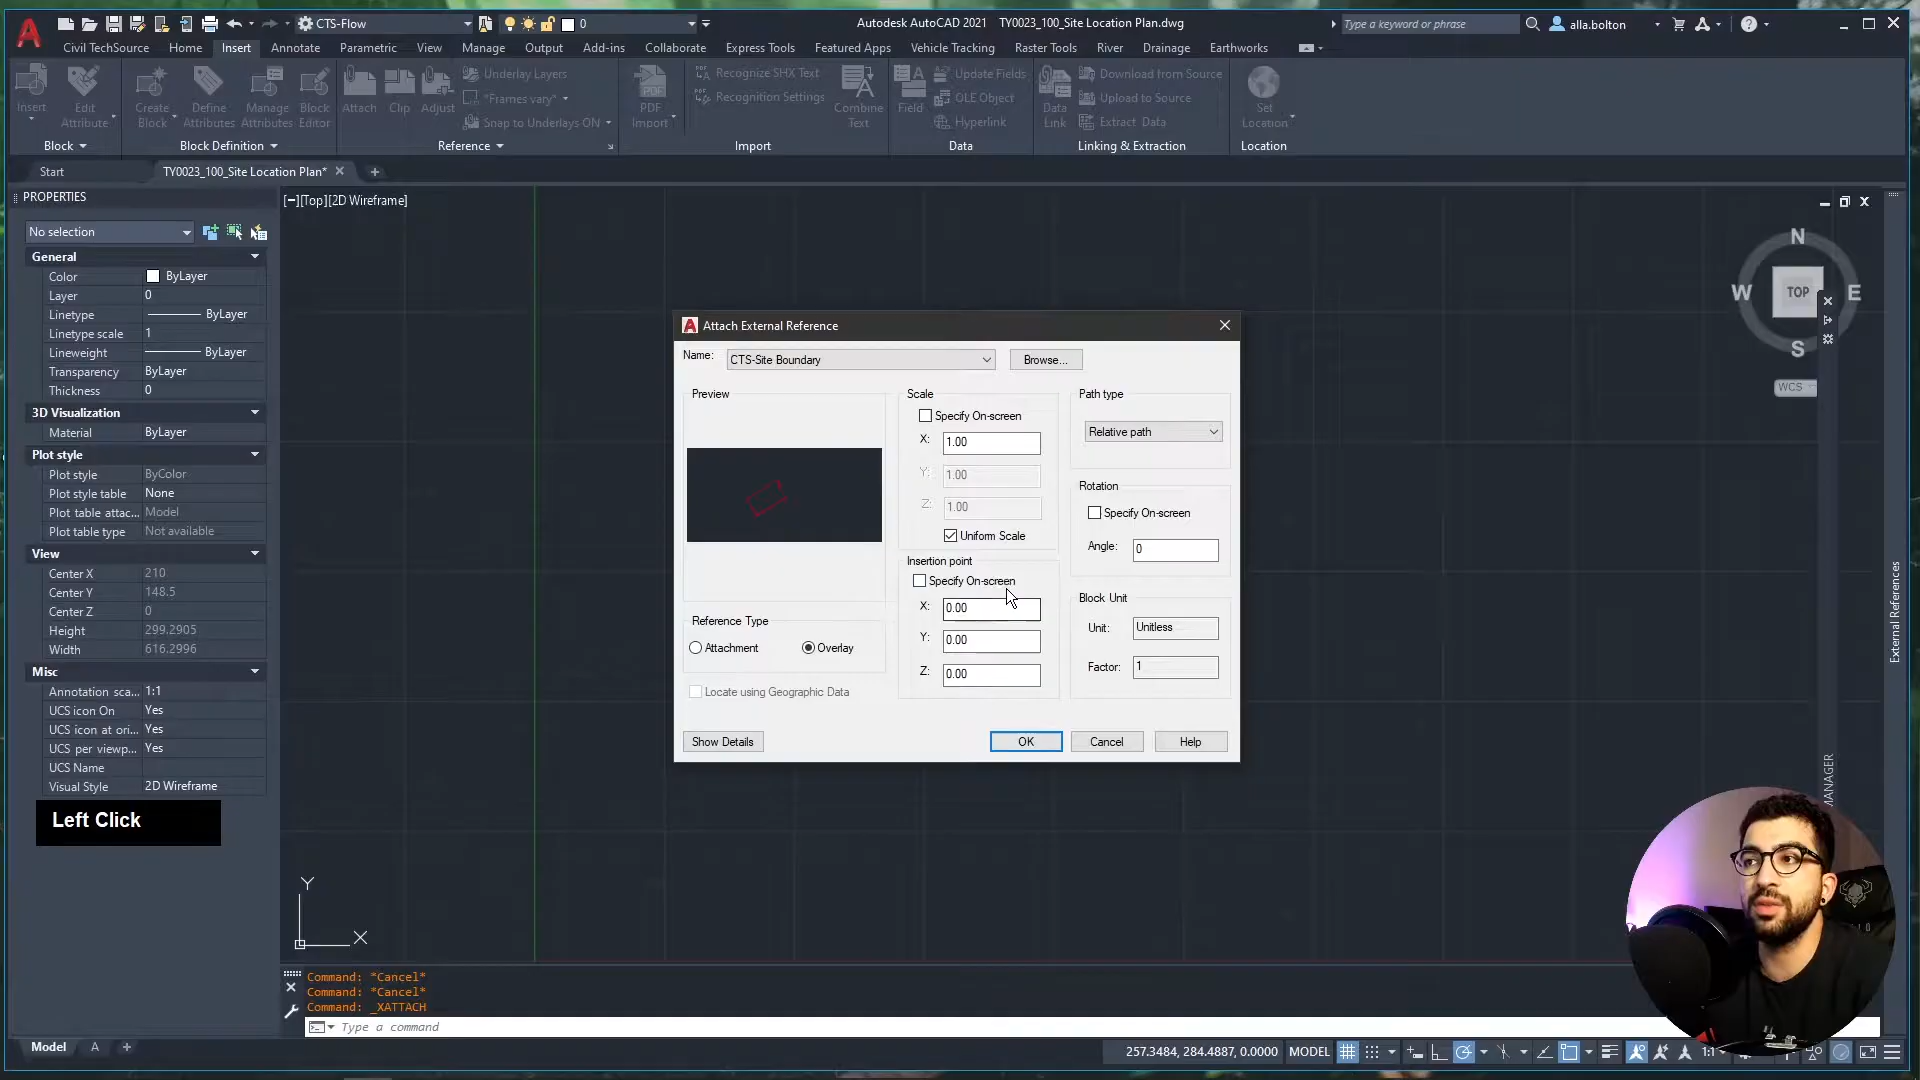 CTS-Flow
0
Autodesk AutoCAD 2021 TY0023_100_Site Location Plan.dwg
Type a keyword or phrase
alla.bolton
Civil TechSource Home Insert Annotate Parametric View Manage Output Add-ins Collaborate Express Tools Featured Apps Vehicle Tracking Raster Tools River Drainage Earthworks
Insert
Edit
Attribute
Create
Block
Define
Attributes
Manage
Attributes
Block
Editor
Attach
Clip
Adjust
Underlay Layers
*Frames vary*
Snap to Underlays ON
PDF
Import
Recognize SHX Text
Recognition Settings
Combine
Text
Field
Update Fields
OLE Object
Hyperlink
Data
Link
Download from Source
Upload to Source
Extract Data
Set
Location
Block
Block Definition
Reference
Import
Data
Linking & Extraction
Location
Start
TY0023_100_Site Location Plan*
PROPERTIES
No selection
General
Color ByLayer
Layer 0
Linetype ByLayer
Linetype scale 1
Lineweight ByLayer
Transparency ByLayer
Thickness 0
3D Visualization
Material ByLayer
Plot style
Plot style ByColor
Plot style table None
Plot table attac... Model
Plot table type Not available
View
Center X 210
Center Y 148.5
Center Z 0
Height 299.2905
Width 616.2996
Misc
Annotation sca... 1:1
UCS icon On Yes
UCS icon at ori... Yes
UCS per viewp... Yes
UCS Name
Visual Style 2D Wireframe
Left Click
[−][Top][2D Wireframe]
N
W
TOP
E
S
WCS
Attach External Reference
Name:
CTS-Site Boundary
Browse...
Preview
Reference Type
Attachment
Overlay
Locate using Geographic Data
Show Details
Scale
Specify On-screen
X: 1.00
Y: 1.00
Z: 1.00
Uniform Scale
Insertion point
Specify On-screen
X: 0.00
Y: 0.00
Z: 0.00
Path type
Relative path
Rotation
Specify On-screen
Angle: 0
Block Unit
Unit: Unitless
Factor: 1
OK
Cancel
Help
External References
MANAGER
Y
X
Command: *Cancel*
Command: *Cancel*
Command: _XATTACH
Type a command
Model
A
257.3484, 284.4887, 0.0000 MODEL
1:1